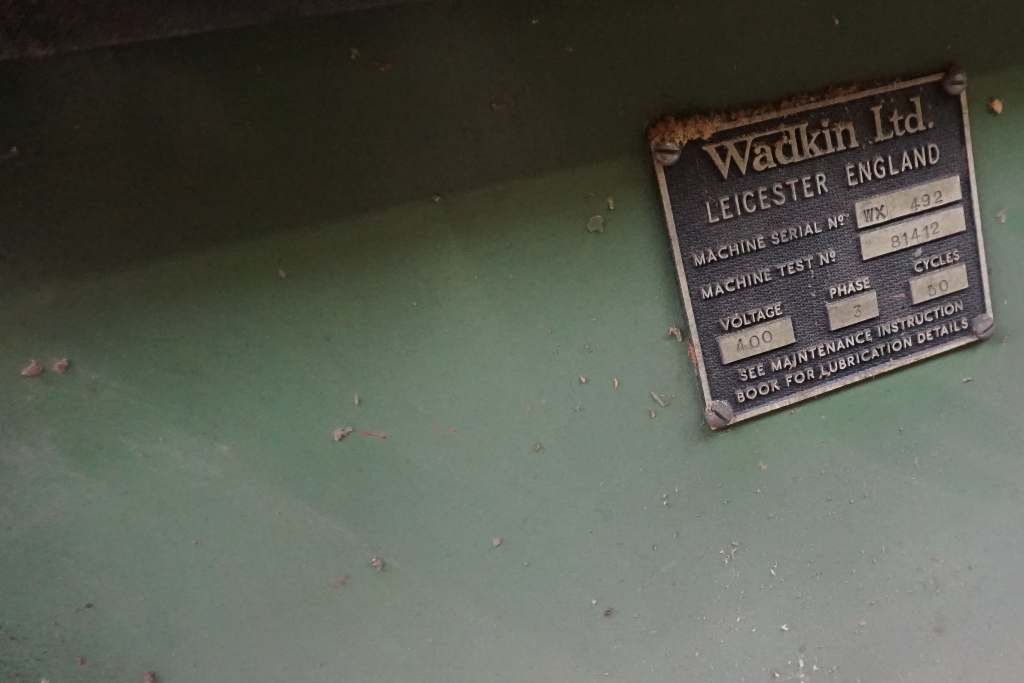 Wadkin Ltd.
LEICESTER ENGLAND
MACHINE SERIAL Nº WX 492
MACHINE TEST Nº 81412
VOLTAGE PHASE CYCLES
400 3 50
SEE MAINTENANCE INSTRUCTION
BOOK FOR LUBRICATION DETAILS